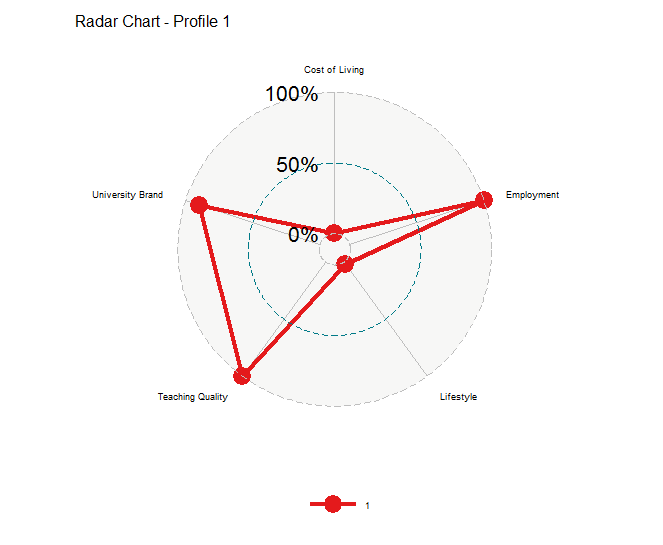 Radar Chart - Profile 1
Cost of Living
100%
50%
University Brand
Employment
0%
Teaching Quality
Lifestyle
1